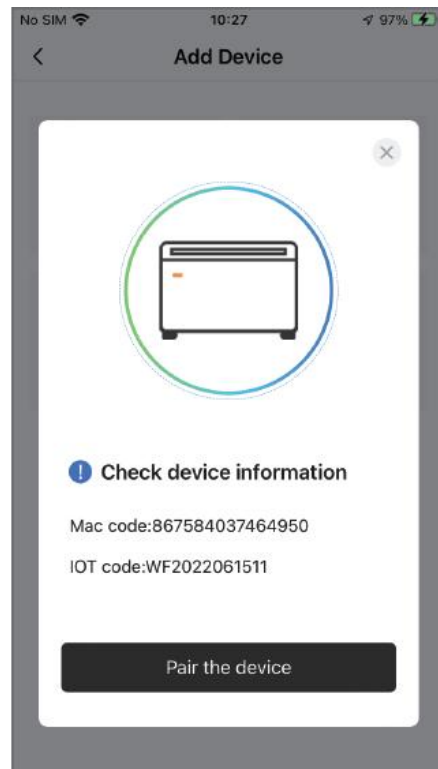 No SIM 10:27 97%
Add Device
Check device information
Mac code:867584037464950
IOT code:WF2022061511
Pair the device